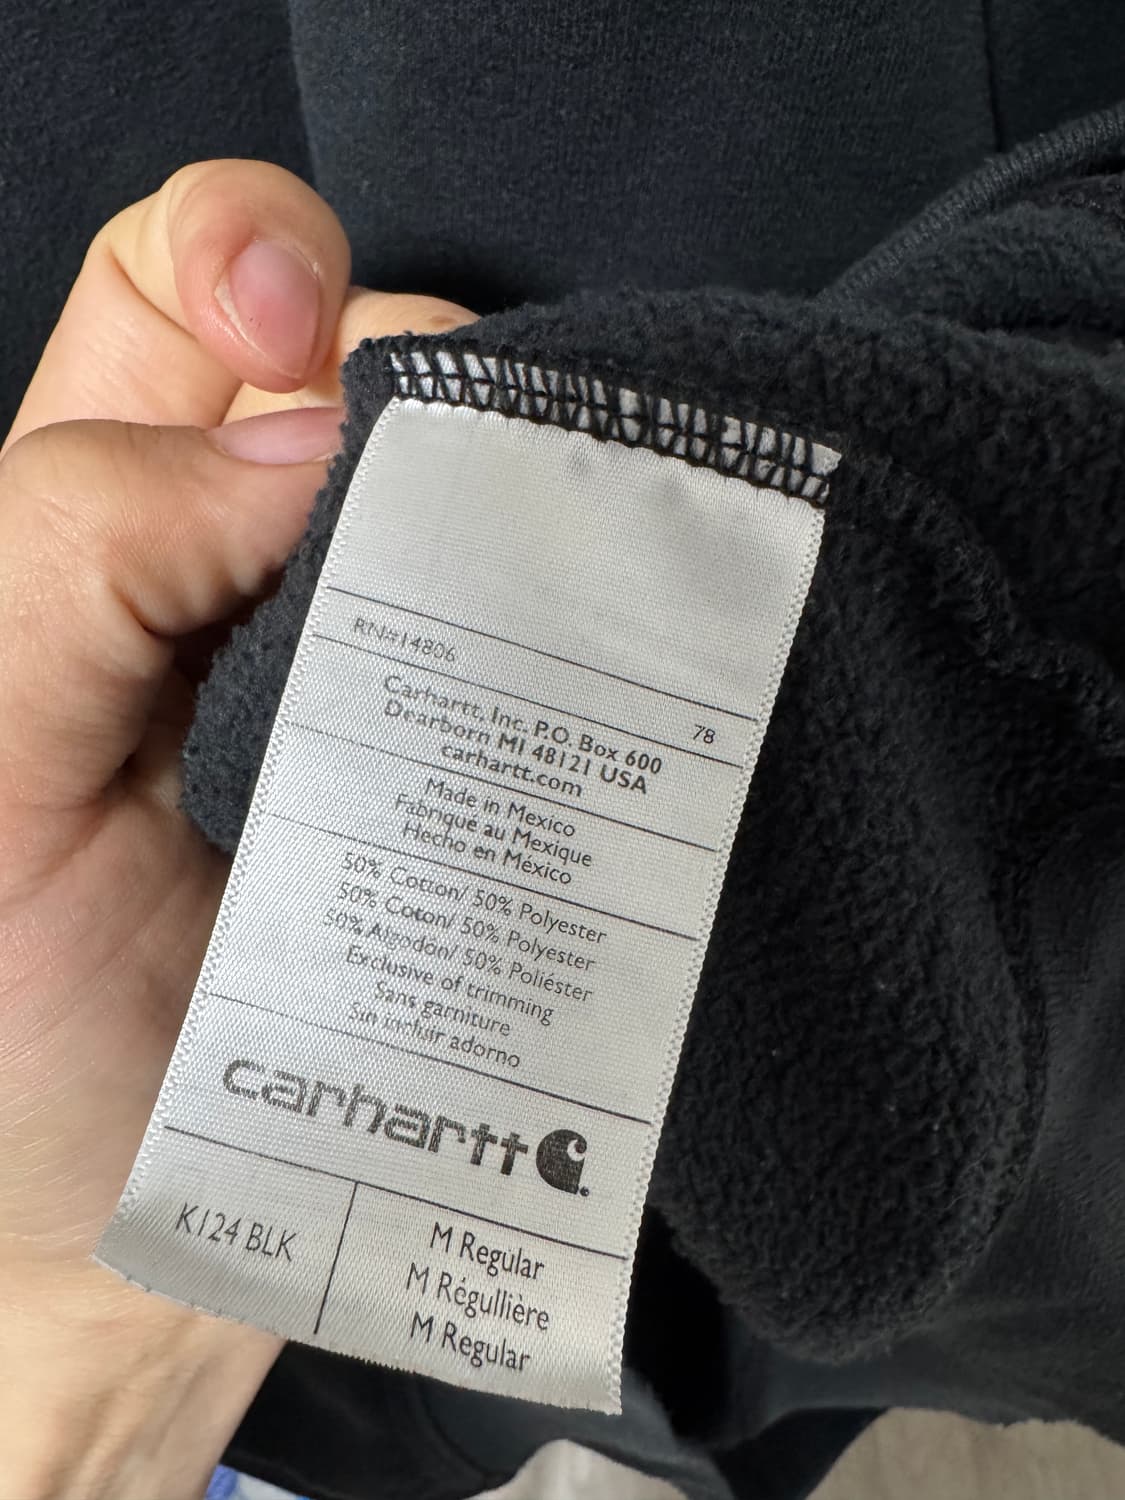 RN#14806
78
Carhartt, Inc. P.O. Box 600
Dearborn MI 48121 USA
carhartt.com
Made in Mexico
Fabriqué au Mexique
Hecho en México
50% Cotton/ 50% Polyester
50% Coton/ 50% Polyester
50% Algodon/ 50% Poliéster
Exclusive of trimming
Sans garniture
Sin incluir adorno
carhartt
K124 BLK
M Regular
M Régullière
M Regular